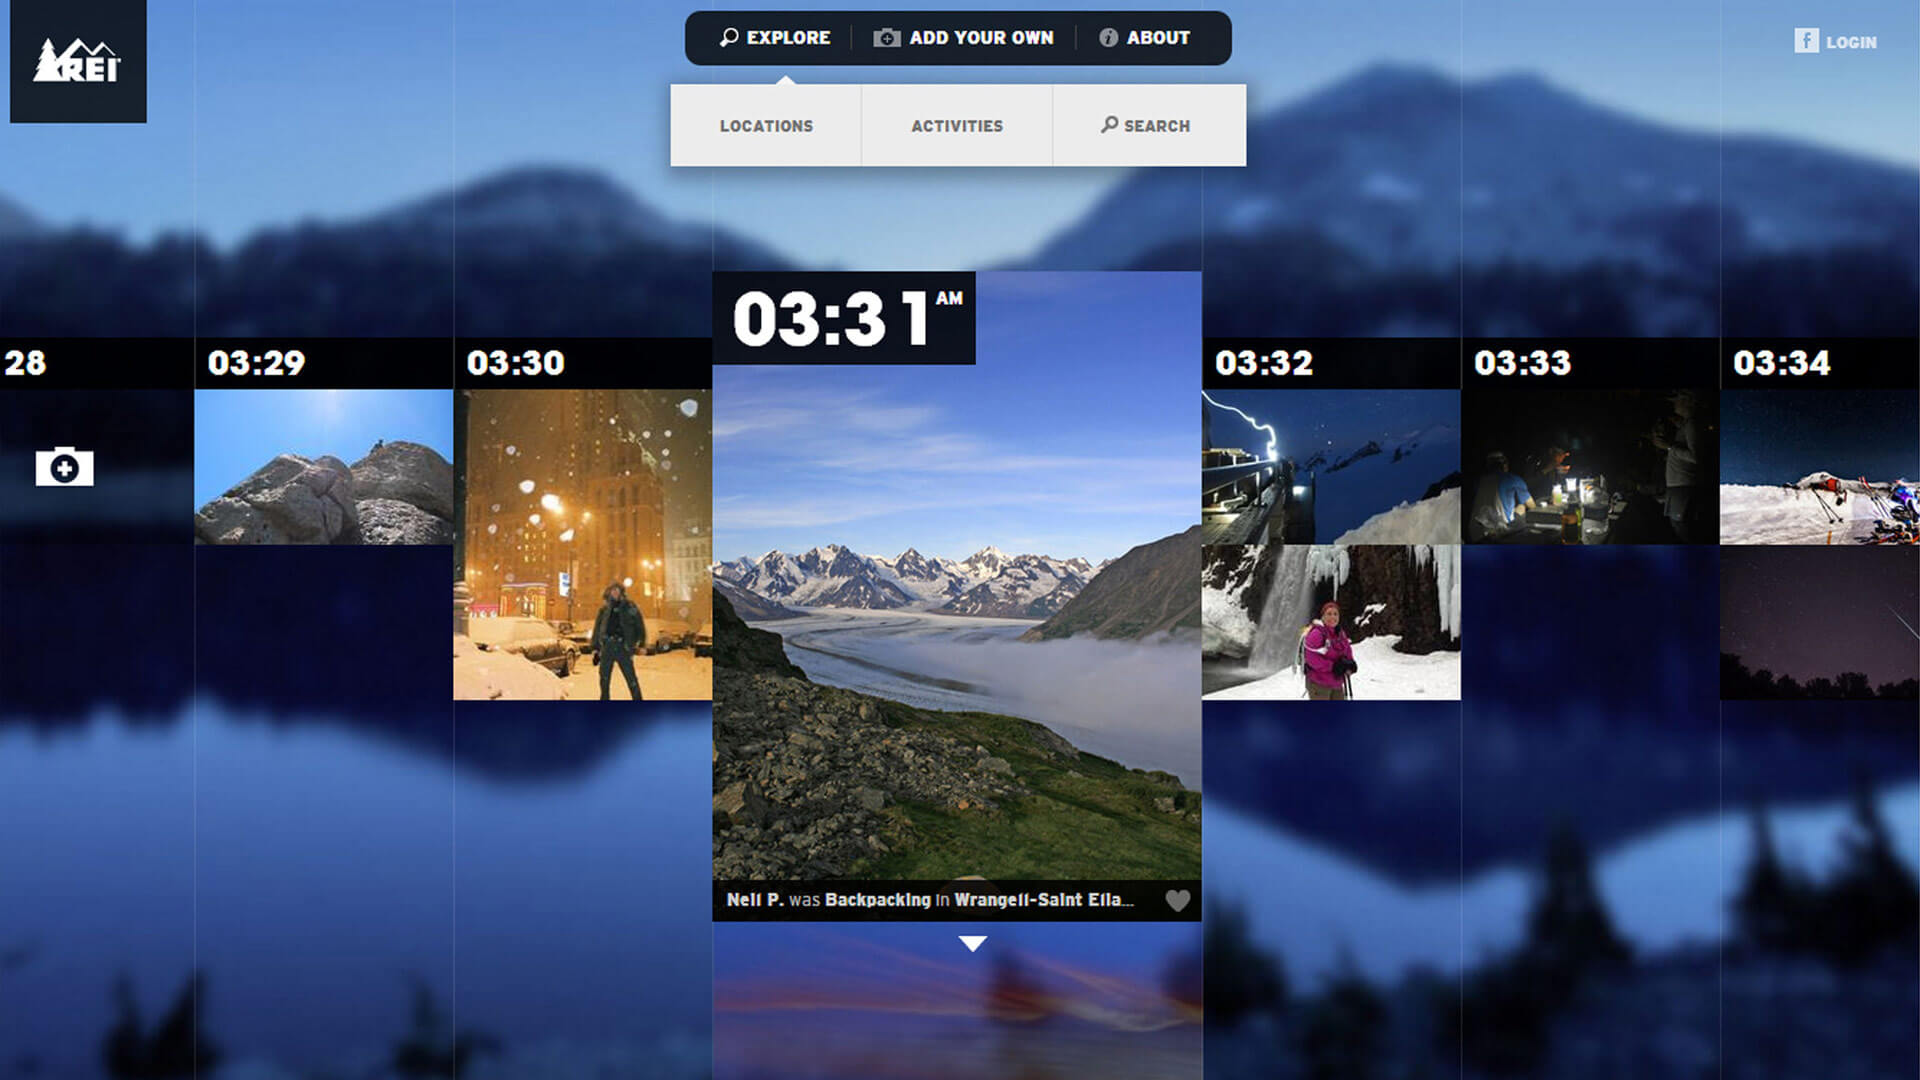 REI
EXPLORE
ADD YOUR OWN
ABOUT
f LOGIN
LOCATIONS
ACTIVITIES
SEARCH
28
03:29
03:30
03:31 AM
03:32
03:33
03:34
Neil P. was Backpacking in Wrangell-Saint Elia...